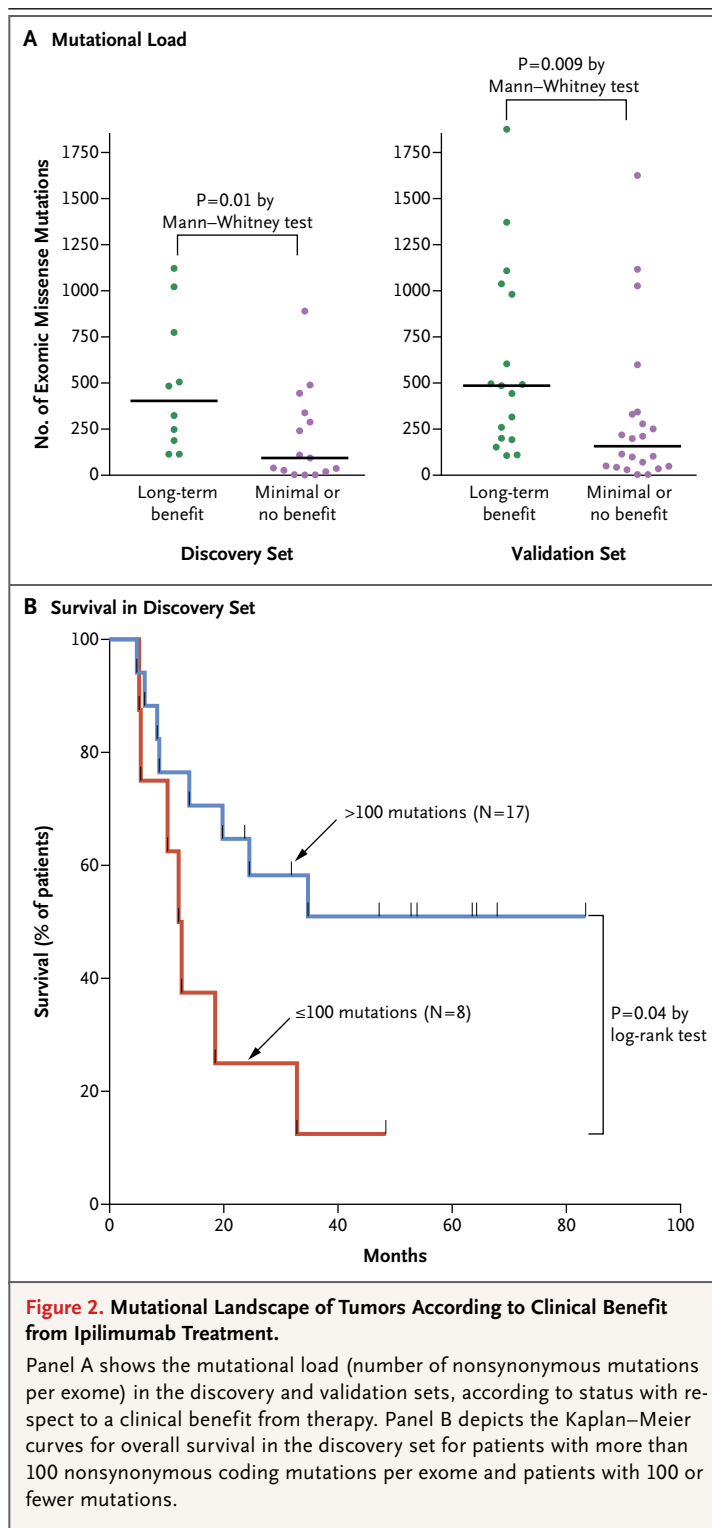 A Mutational Load
P=0.01 by
Mann–Whitney test
P=0.009 by
Mann–Whitney test
No. of Exomic Missense Mutations
1750
1500
1250
1000
750
500
250
0
Long-term
benefit
Minimal or
no benefit
Discovery Set
1750
1500
1250
1000
750
500
250
0
Long-term
benefit
Minimal or
no benefit
Validation Set
B Survival in Discovery Set
Survival (% of patients)
100
80
60
40
20
0
>100 mutations (N=17)
≤100 mutations (N=8)
P=0.04 by
log-rank test
0
20
40
60
80
100
Months
Figure 2. Mutational Landscape of Tumors According to Clinical Benefit
from Ipilimumab Treatment.
Panel A shows the mutational load (number of nonsynonymous mutations
per exome) in the discovery and validation sets, according to status with re-
spect to a clinical benefit from therapy. Panel B depicts the Kaplan–Meier
curves for overall survival in the discovery set for patients with more than
100 nonsynonymous coding mutations per exome and patients with 100 or
fewer mutations.